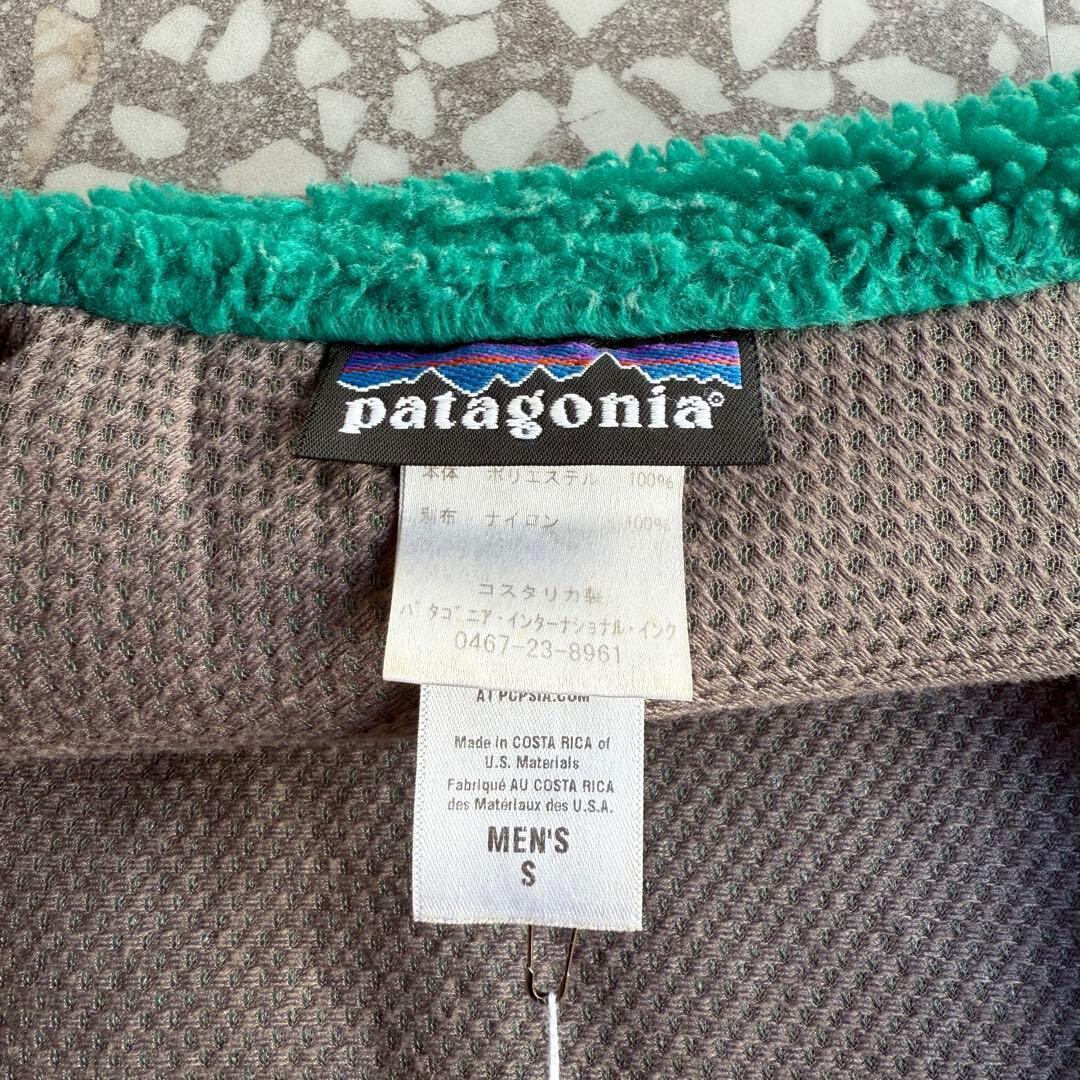 patagonia®
本体 ポリエステル 100%
別布 ナイロン 100%
コスタリカ製
パタゴニア・インターナショナル・インク
0467-23-8961
AT PCPSIA.COM
Made in COSTA RICA of
U.S. Materials
Fabriqué AU COSTA RICA
des Matériaux des U.S.A.
MEN'S
S